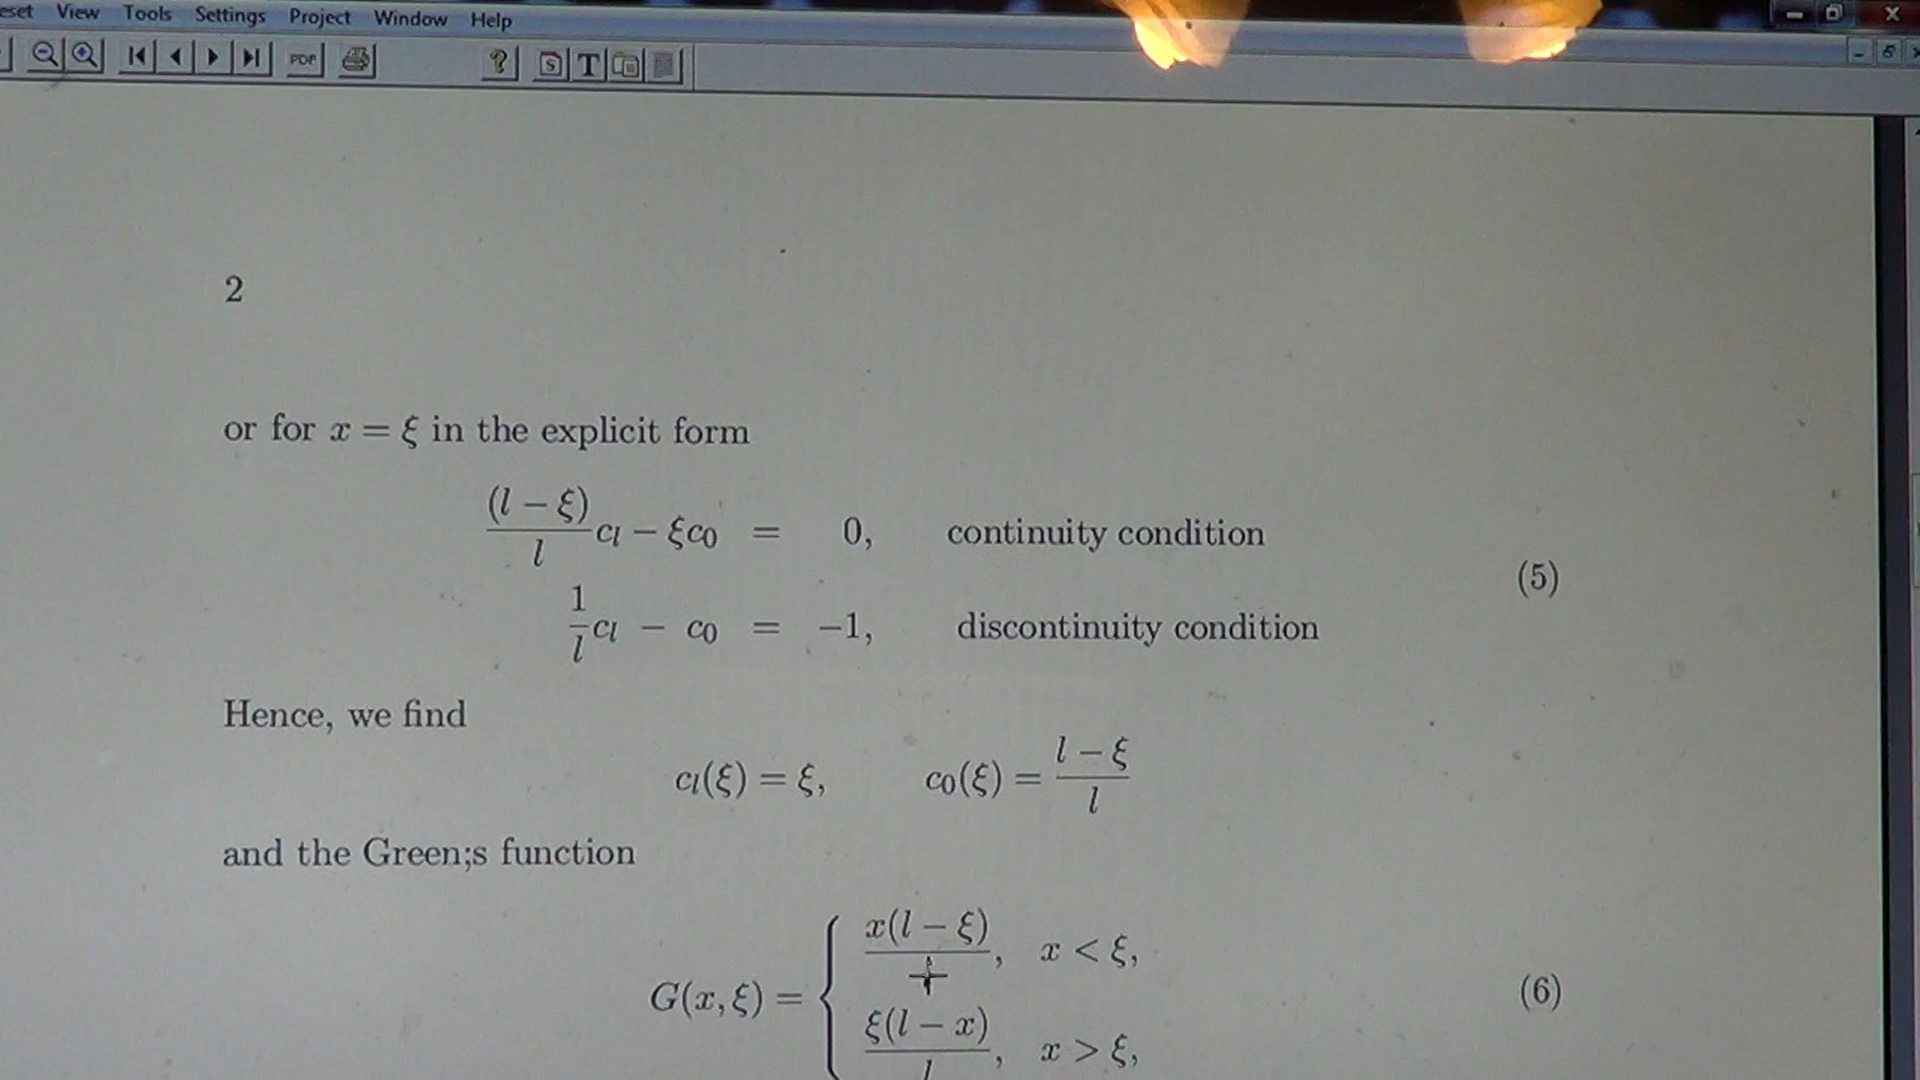 eset View Tools Settings Project Window Help
PDF ? S T
2
or for x = ξ in the explicit form
(l − ξ)/l c_l − ξc_0 = 0, continuity condition
(5)
1/l c_l − c_0 = −1, discontinuity condition
Hence, we find
c_l(ξ) = ξ, c_0(ξ) = (l − ξ)/l
and the Green;s function
G(x, ξ) = { x(l − ξ)/, x < ξ,
(6)
ξ(l − x)/l, x > ξ,